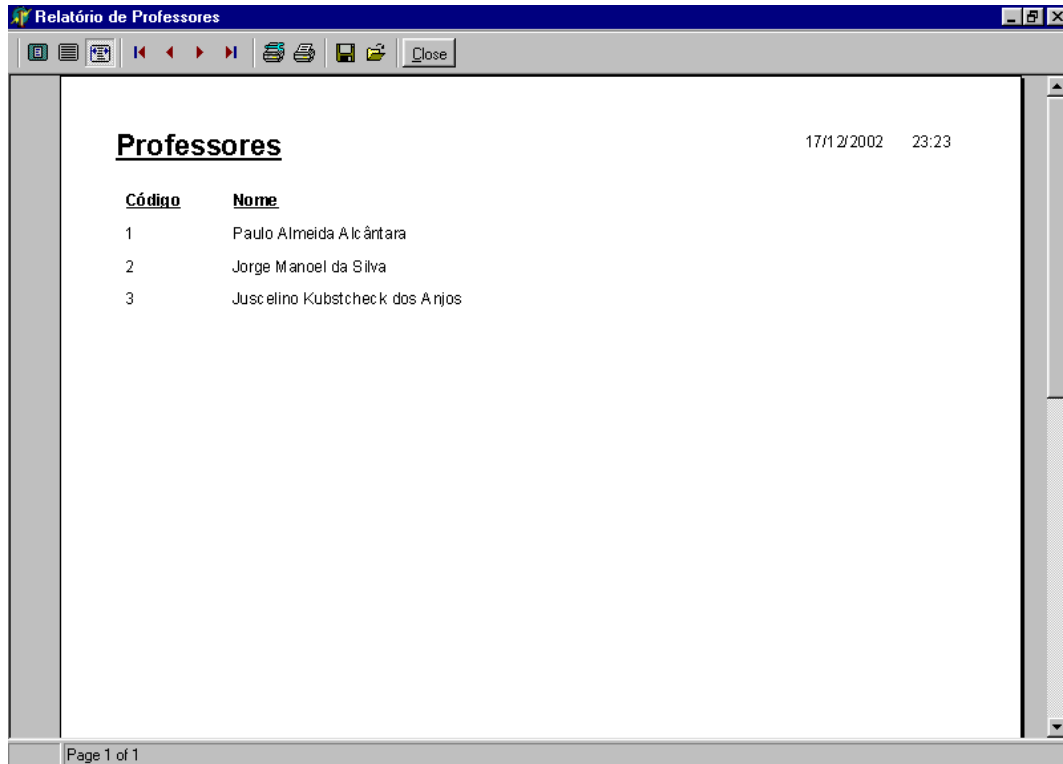 Relatório de Professores
Close
Professores 17/12/2002 23:23
Código Nome
1 Paulo Almeida Alcântara
2 Jorge Manoel da Silva
3 Juscelino Kubstcheck dos Anjos
Page 1 of 1